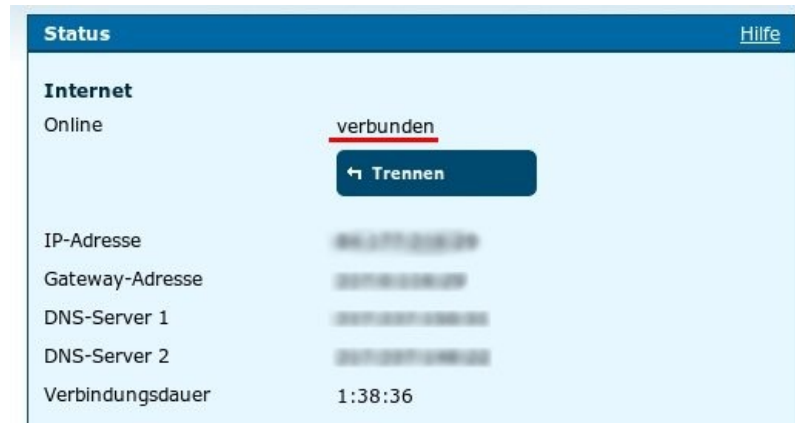 Status Hilfe
Internet
Online verbunden
Trennen
IP-Adresse
Gateway-Adresse
DNS-Server 1
DNS-Server 2
Verbindungsdauer 1:38:36